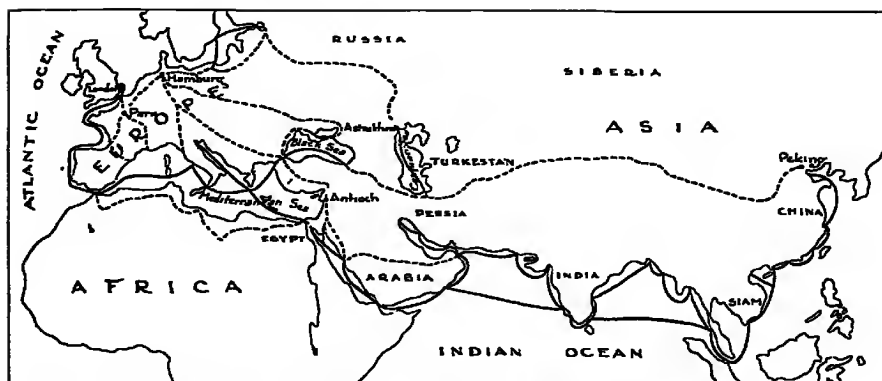 ATLANTIC OCEAN
RUSSIA
SIBERIA
ASIA
EUROPE
London
Hamburg
Paris
Astrakhan
Black Sea
TURKESTAN
Peking
Mediterranean Sea
Antioch
PERSIA
CHINA
EGYPT
ARABIA
INDIA
SIAM
AFRICA
INDIAN OCEAN